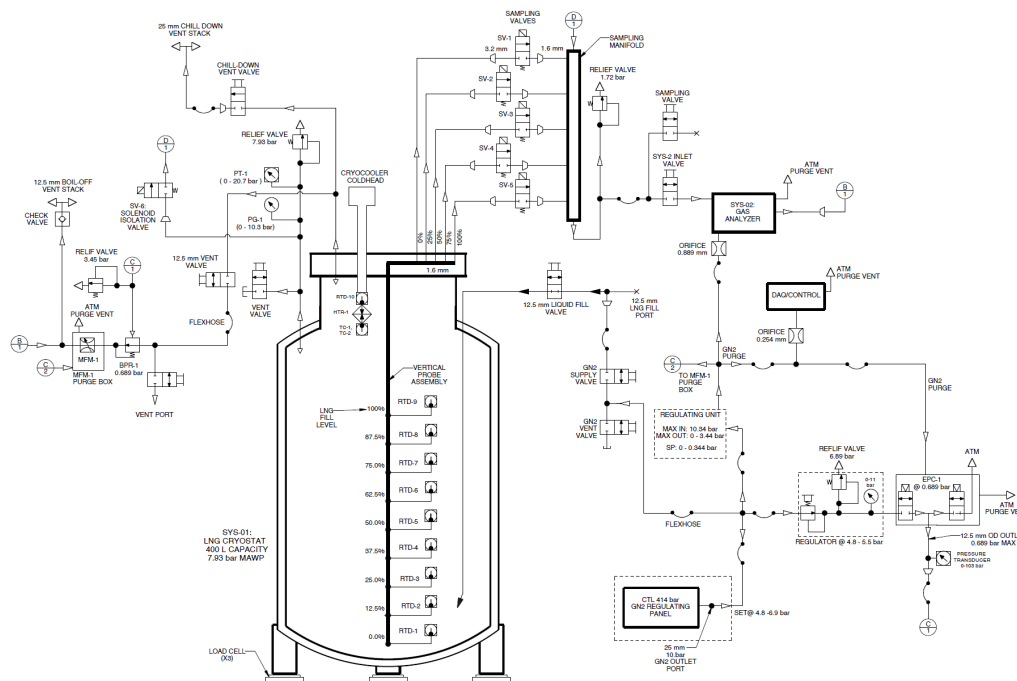 25 mm CHILL DOWN
VENT STACK
CHILL-DOWN
VENT VALVE
SAMPLING
VALVES
SV-1
3.2 mm
1.6 mm
SV-2
SV-3
SV-4
SV-5
D
1
SAMPLING
MANIFOLD
RELIEF VALVE
1.72 bar
W
SAMPLING
VALVE
SYS-2 INLET
VALVE
RELIEF VALVE
7.93 bar
W
D
1
PT-1
( 0 - 20.7 bar )
CRYOCOOLER
COLDHEAD
12.5 mm BOIL-OFF
VENT STACK
W
SV-6:
SOLENOID
ISOLATION
VALVE
PG-1
(0 - 10.3 bar)
CHECK
VALVE
0%
25%
50%
75%
100%
SYS-02:
GAS
ANALYZER
ATM
PURGE VENT
B
1
RELIF VALVE
3.45 bar
W
C
1
12.5 mm VENT
VALVE
1.6 mm
ORIFICE
0.889 mm
ATM
PURGE VENT
FLEXHOSE
VENT
VALVE
RTD-10
HTR-1
TC-1
TC-2
12.5 mm LIQUID FILL
VALVE
12.5 mm
LNG FILL
PORT
DAQ/CONTROL
ATM
PURGE VENT
ORIFICE
0.254 mm
B
1
MFM-1
C
2
MFM-1
PURGE BOX
BPR-1
0.689 bar
VENT PORT
VERTICAL
PROBE
ASSEMBLY
GN2
SUPPLY
VALVE
C
2
TO MFM-1
PURGE
BOX
GN2
PURGE
GN2
PURGE
LNG
FILL
LEVEL
100%
RTD-9
87.5%
RTD-8
75.0%
RTD-7
62.5%
RTD-6
50.0%
RTD-5
37.5%
RTD-4
25.0%
RTD-3
12.5%
RTD-2
0.0%
RTD-1
GN2
VENT
VALVE
REGULATING UNIT
MAX IN: 10.34 bar
MAX OUT: 0 - 3.44 bar
SP: 0 - 0.344 bar
REFLIF VALVE
6.89 bar
W
0-11
bar
ATM
EPC-1
@ 0.689 bar
ATM
PURGE VE
FLEXHOSE
REGULATOR @ 4.8 - 5.5 bar
12.5 mm OD OUTL
0.689 bar MAX
PRESSURE
TRANSDUCER
0-103 bar
SYS-01:
LNG CRYOSTAT
400 L CAPACITY
7.93 bar MAWP
CTL 414 bar
GN2 REGULATING
PANEL
SET@ 4.8 -6.9 bar
C
1
25 mm
10.bar
GN2 OUTLET
PORT
LOAD CELL
(X3)